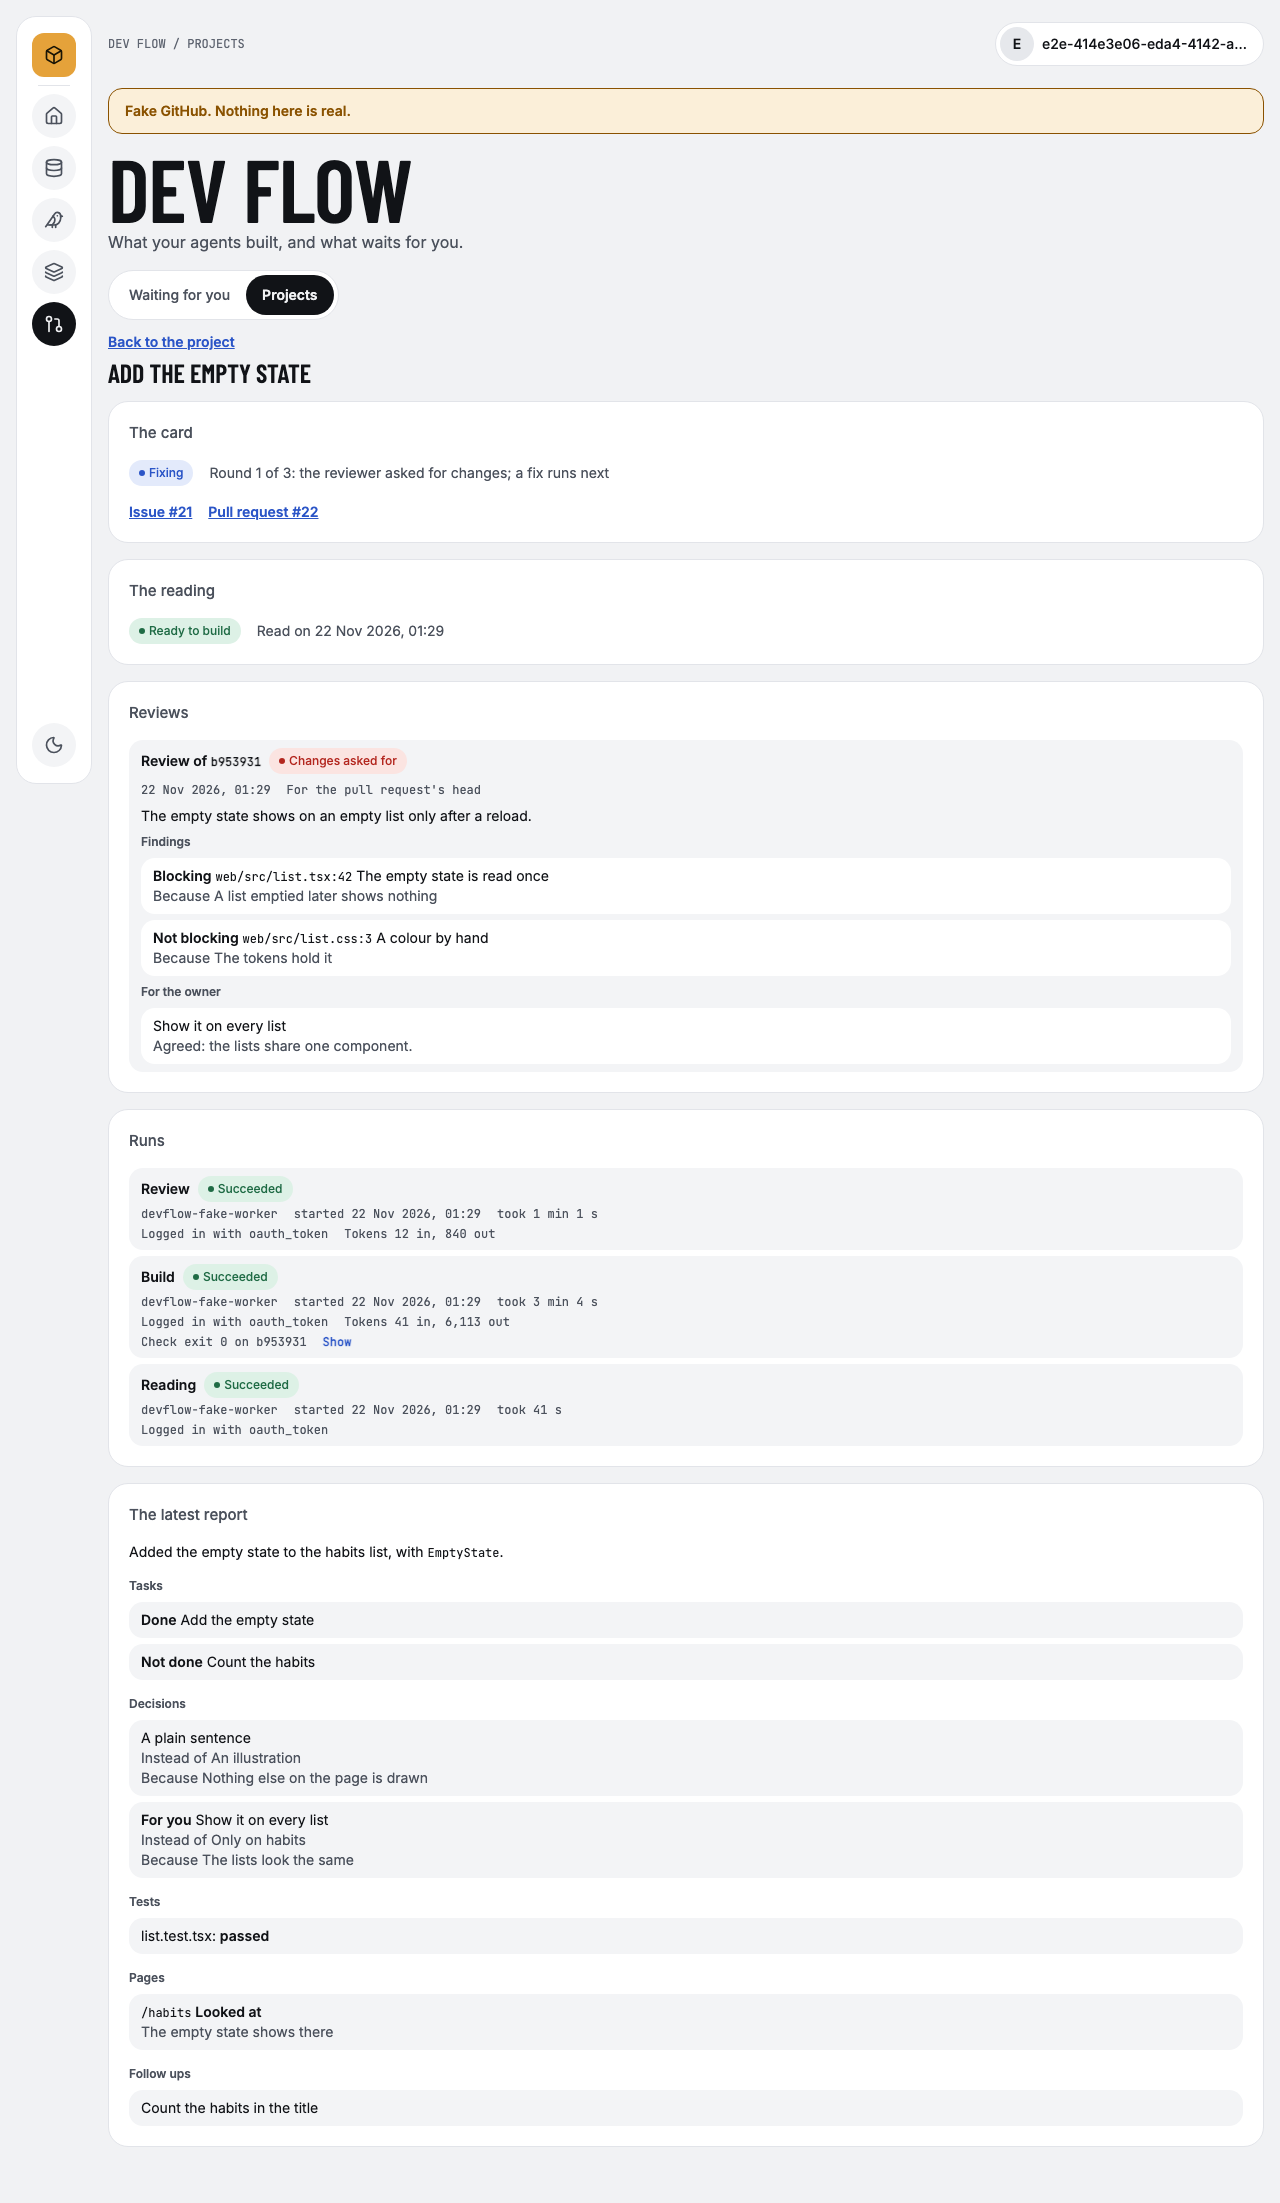 DEV FLOW / PROJECTS
E e2e-414e3e06-eda4-4142-a...
Fake GitHub. Nothing here is real.
DEV FLOW
What your agents built, and what waits for you.
Waiting for you Projects
Back to the project
ADD THE EMPTY STATE
The card
Fixing Round 1 of 3: the reviewer asked for changes; a fix runs next
Issue #21 Pull request #22
The reading
Ready to build Read on 22 Nov 2026, 01:29
Reviews
Review of b953931 Changes asked for
22 Nov 2026, 01:29 For the pull request's head
The empty state shows on an empty list only after a reload.
Findings
Blocking web/src/list.tsx:42 The empty state is read once
Because A list emptied later shows nothing
Not blocking web/src/list.css:3 A colour by hand
Because The tokens hold it
For the owner
Show it on every list
Agreed: the lists share one component.
Runs
Review Succeeded
devflow-fake-worker started 22 Nov 2026, 01:29 took 1 min 1 s
Logged in with oauth_token Tokens 12 in, 840 out
Build Succeeded
devflow-fake-worker started 22 Nov 2026, 01:29 took 3 min 4 s
Logged in with oauth_token Tokens 41 in, 6,113 out
Check exit 0 on b953931 Show
Reading Succeeded
devflow-fake-worker started 22 Nov 2026, 01:29 took 41 s
Logged in with oauth_token
The latest report
Added the empty state to the habits list, with EmptyState.
Tasks
Done Add the empty state
Not done Count the habits
Decisions
A plain sentence
Instead of An illustration
Because Nothing else on the page is drawn
For you Show it on every list
Instead of Only on habits
Because The lists look the same
Tests
list.test.tsx: passed
Pages
/habits Looked at
The empty state shows there
Follow ups
Count the habits in the title